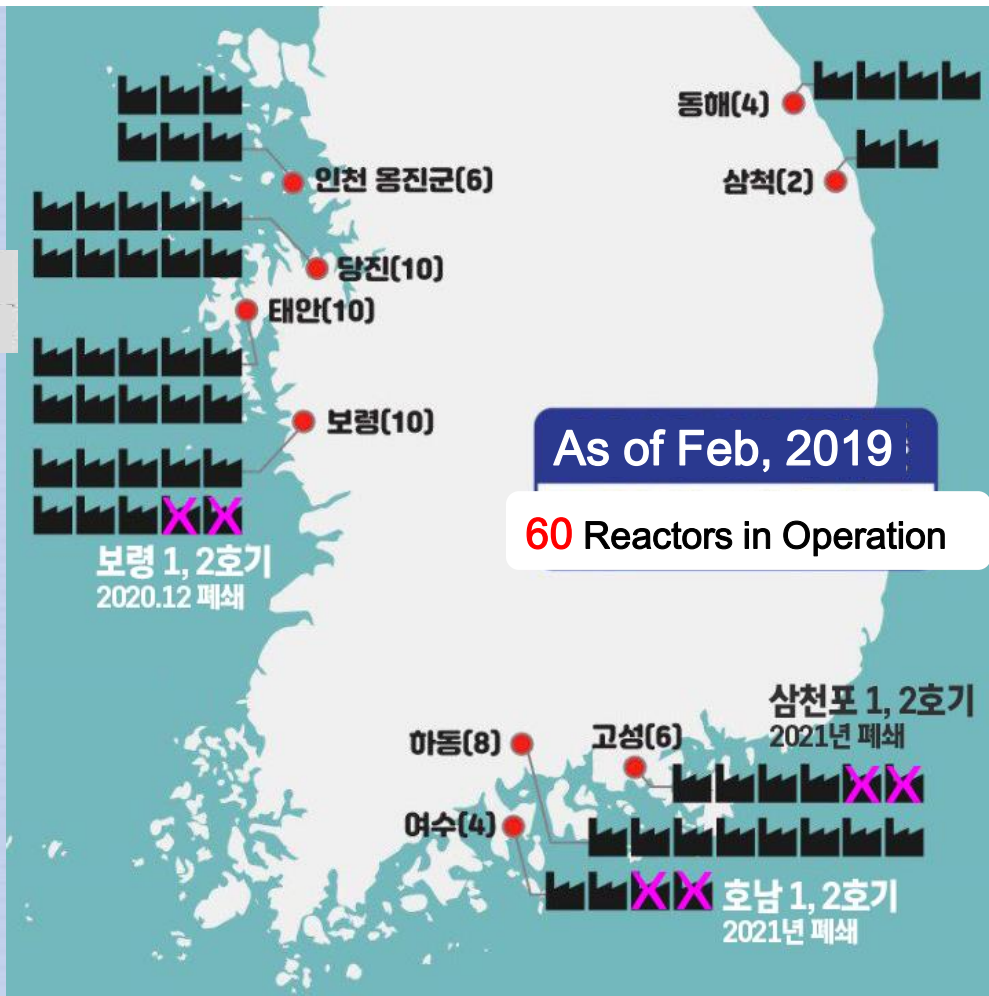 동해(4)
삼척(2)
인천 옹진군(6)
당진(10)
태안(10)
보령(10)
As of Feb, 2019
60 Reactors in Operation
보령 1, 2호기
2020.12 폐쇄
삼천포 1, 2호기
2021년 폐쇄
하동(8)
고성(6)
여수(4)
호남 1, 2호기
2021년 폐쇄